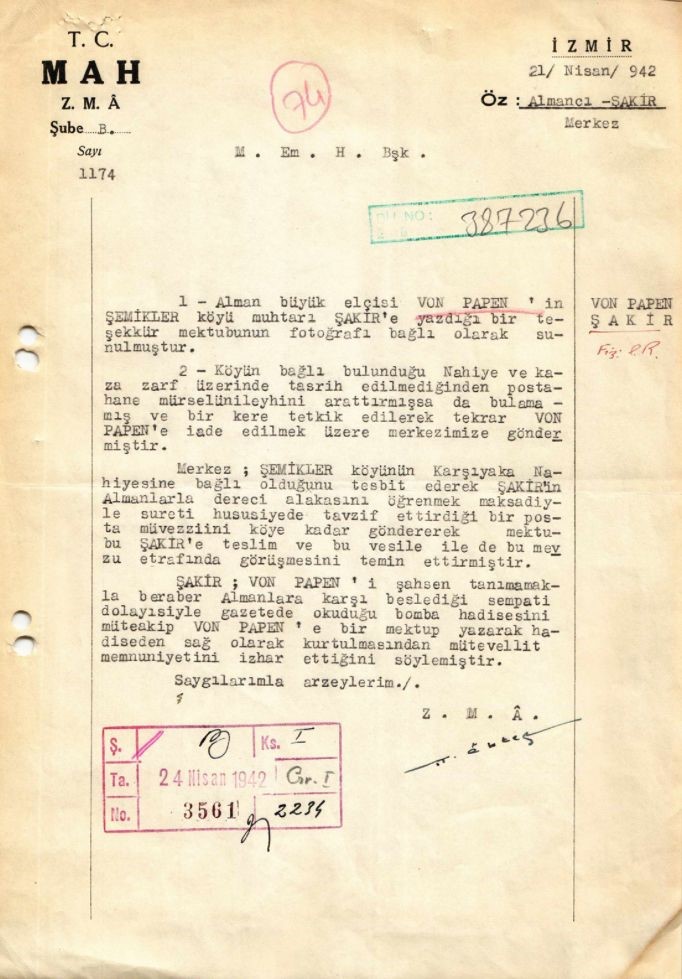 T. C.
MAH
Z. M. Â
Şube B.
Sayı
1174
İZMİR
21/ Nisan/ 942
Öz : Almancı -ŞAKİR
Merkez
74
M. Em. H. Bşk.
NO:
387236
1 - Alman büyük elçisi VON PAPEN 'in
ŞEMİKLER köyü muhtarı ŞAKİR'e yazdığı bir te-
şekkür mektubunun fotoğrafı bağlı olarak su-
nulmuştur.
VON PAPEN
ŞAKİR
2 - Köyün bağlı bulunduğu Nahiye ve ka-
za zarf üzerinde tasrih edilmediğinden posta-
hane mürselünileyhini arattırmışsa da bulama -
mış ve bir kere tetkik edilerek tekrar VON
PAPEN'e iade edilmek üzere merkezimize gönder
miştir.
Merkez ; ŞEMİKLER köyünün Karşıyaka Na-
hiyesine bağlı olduğunu tesbit ederek ŞAKİR'in
Almanlarla dereci alakasını öğrenmek maksadiy-
le sureti hususiyede tavzif ettirdiği bir pos-
ta müvezziini köye kadar göndererek mektu-
bu ŞAKİR'e teslim ve bu vesile ile de bu mev
zu etrafında görüşmesini temin ettirmiştir.
ŞAKİR ; VON PAPEN ' i şahsen tanımamak-
la beraber Almanlara karşı beslediği sempati
dolayisiyle gazetede okuduğu bomba hadisesini
müteakip VON PAPEN 'e bir mektup yazarak ha-
diseden sağ olarak kurtulmasından mütevellit
memnuniyetini izhar ettiğini söylemiştir.
Saygılarımla arzeylerim./.
Z. M. Â.
Ş. B Ks. I
Ta. 24 Nisan 1942 Gr. I
No. 3561 2234